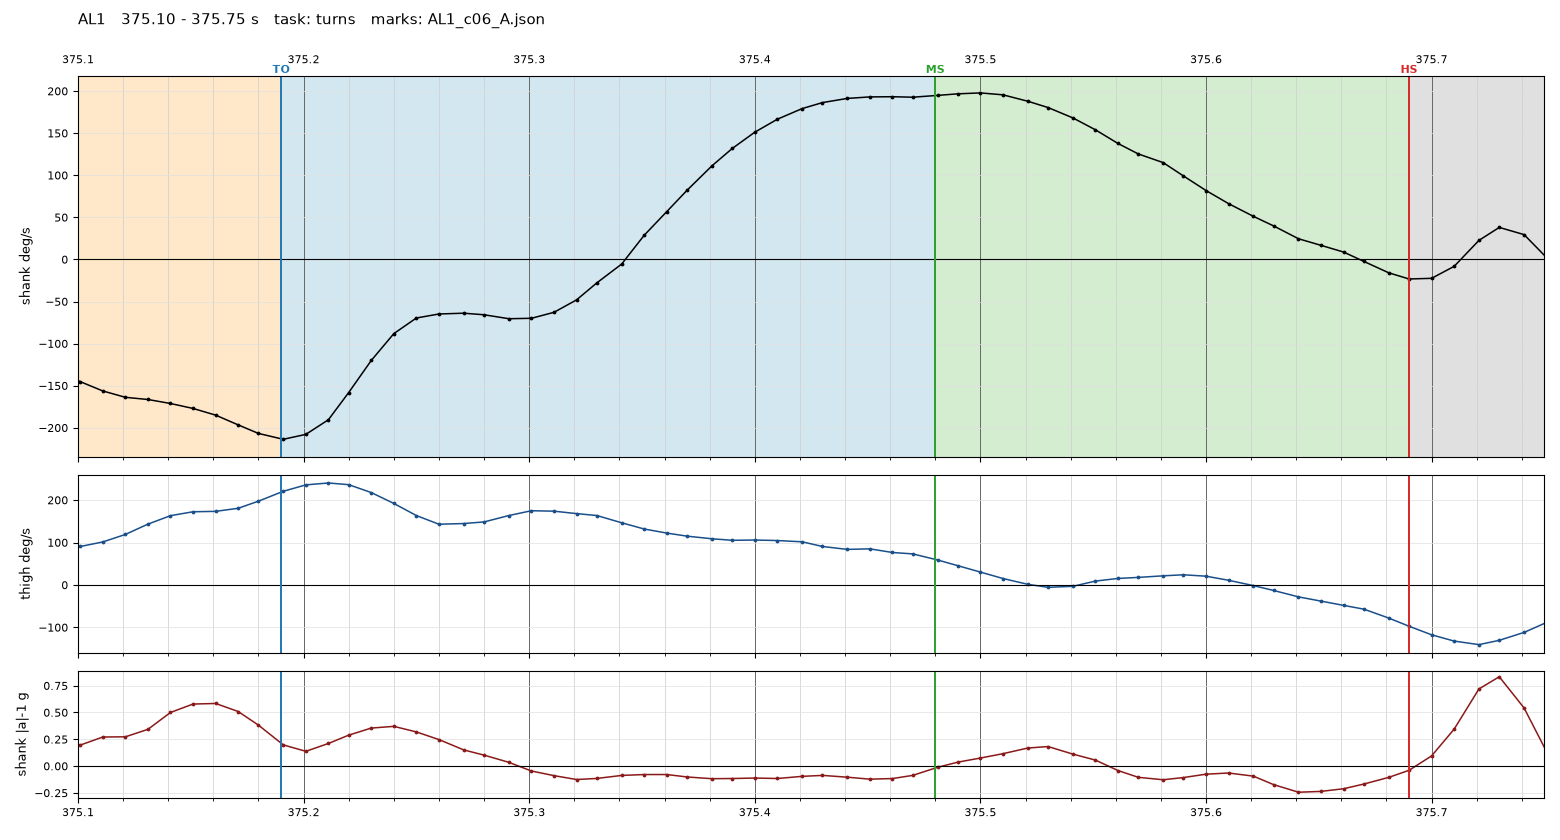 AL1   375.10 - 375.75 s   task: turns   marks: AL1_c06_A.json
375.1 375.2 375.3 375.4 375.5 375.6 375.7
TO MS HS
shank deg/s
200
150
100
50
0
−50
−100
−150
−200
thigh deg/s
200
100
0
−100
shank |a|-1 g
0.75
0.50
0.25
0.00
−0.25
375.1 375.2 375.3 375.4 375.5 375.6 375.7